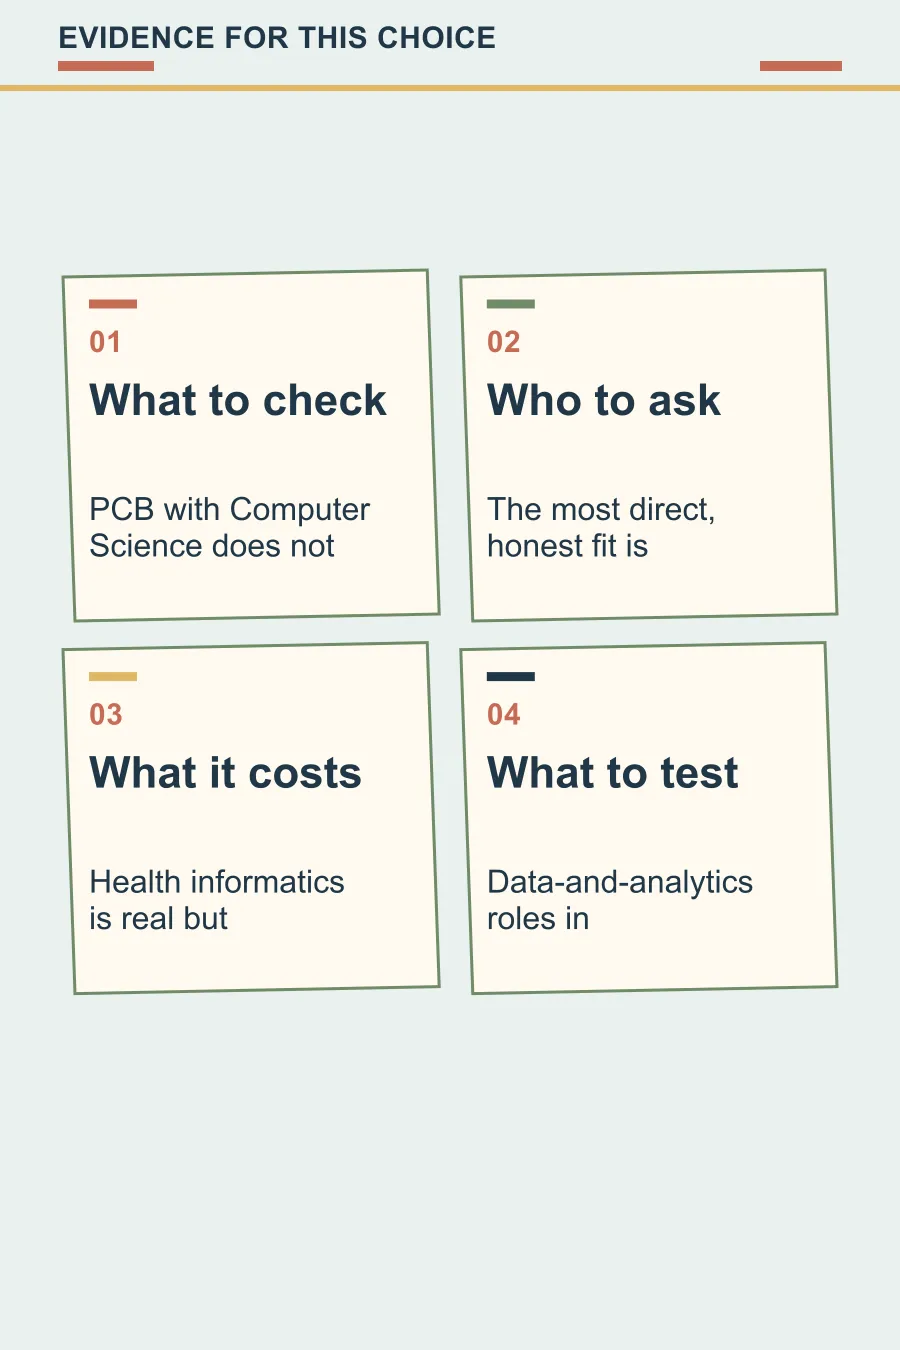 EVIDENCE FOR THIS CHOICE
01
What to check
PCB with Computer
Science does not
02
Who to ask
The most direct,
honest fit is
03
What it costs
Health informatics
is real but
04
What to test
Data-and-analytics
roles in